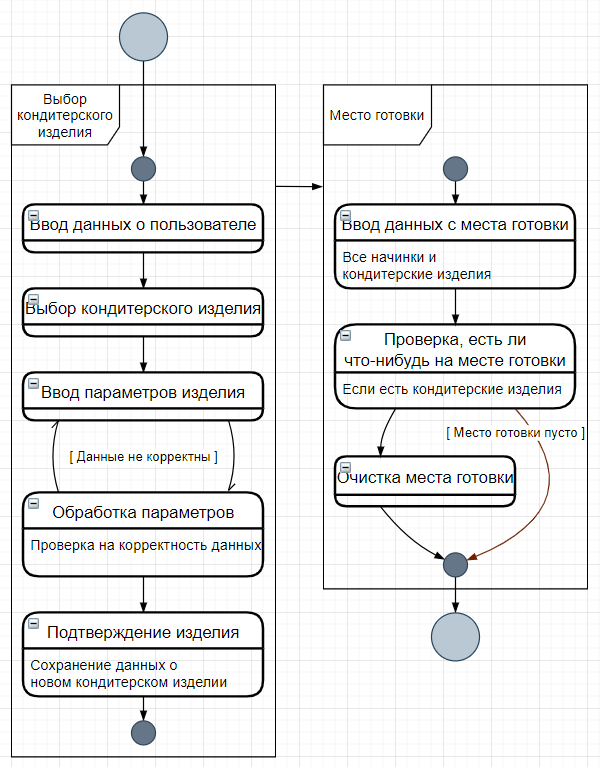 Выбор
кондитерского
изделия
Ввод данных о пользователе
Выбор кондитерского изделия
Ввод параметров изделия
[ Данные не корректны ]
Обработка параметров
Проверка на корректность данных
Подтверждение изделия
Сохранение данных о
новом кондитерском изделии
Место готовки
Ввод данных с места готовки
Все начинки и
кондитерские изделия
Проверка, есть ли
что-нибудь на месте готовки
Если есть кондитерские изделия
[ Место готовки пусто ]
Очистка места готовки